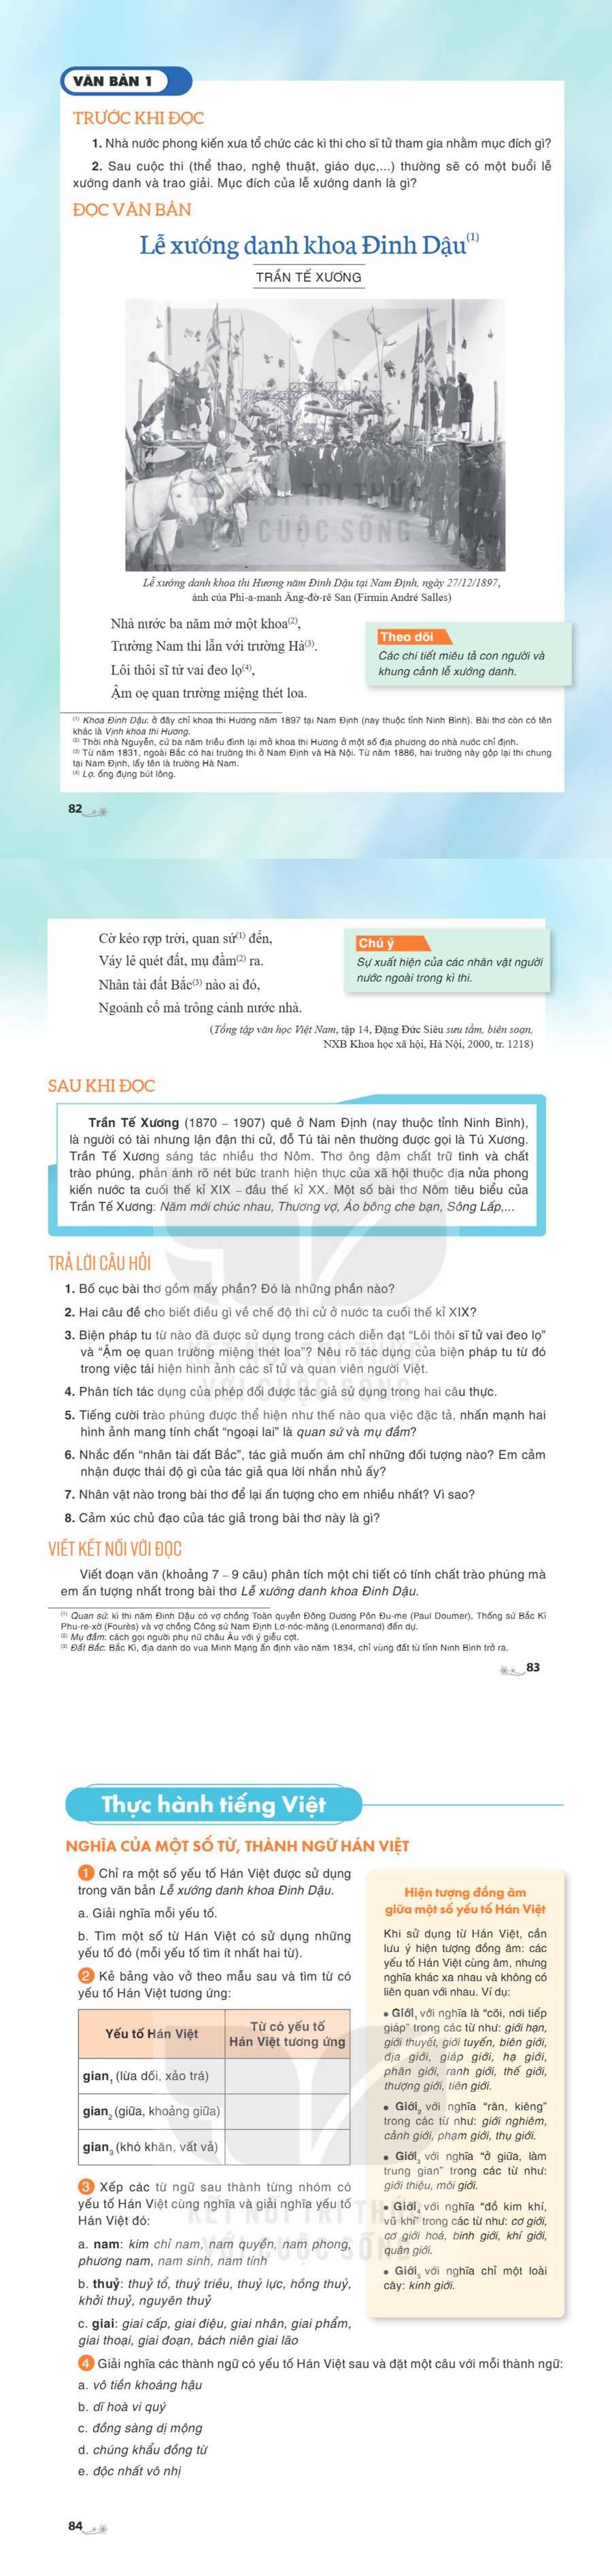 VĂN BẢN 1
TRƯỚC KHI ĐỌC
1. Nhà nước phong kiến xưa tổ chức các kì thi cho sĩ tử tham gia nhằm mục đích gì?
2. Sau cuộc thi (thể thao, nghệ thuật, giáo dục,...) thường sẽ có một buổi lễ
xướng danh và trao giải. Mục đích của lễ xướng danh là gì?
ĐỌC VĂN BẢN
Lễ xướng danh khoa Đinh Dậu(1)
TRẦN TẾ XƯƠNG
KẾT NỐI TRI THỨC
VỚI CUỘC SỐNG
Lễ xướng danh khoa thi Hương năm Đinh Dậu tại Nam Định, ngày 27/12/1897,
ảnh của Phi-a-manh Ăng-đờ-rê San (Firmin André Salles)
Nhà nước ba năm mở một khoa(2),
Trường Nam thi lẫn với trường Hà(3).
Lôi thôi sĩ tử vai đeo lọ(4),
Ậm oẹ quan trường miệng thét loa.
Theo dõi
Các chi tiết miêu tả con người và
khung cảnh lễ xướng danh.
(1) Khoa Đinh Dậu: ở đây chỉ khoa thi Hương năm 1897 tại Nam Định (nay thuộc tỉnh Ninh Bình). Bài thơ còn có tên
khác là Vịnh khoa thi Hương.
(2) Thời nhà Nguyễn, cứ ba năm triều đình lại mở khoa thi Hương ở một số địa phương do nhà nước chỉ định.
(3) Từ năm 1831, ngoài Bắc có hai trường thi ở Nam Định và Hà Nội. Từ năm 1886, hai trường này gộp lại thi chung
tại Nam Định, lấy tên là trường Hà Nam.
(4) Lọ: ống đựng bút lông.
82
Cờ kéo rợp trời, quan sứ(1) đến,
Váy lê quét đất, mụ đầm(2) ra.
Nhân tài đất Bắc(3) nào ai đó,
Ngoảnh cổ mà trông cảnh nước nhà.
Chú ý
Sự xuất hiện của các nhân vật người
nước ngoài trong kì thi.
(Tổng tập văn học Việt Nam, tập 14, Đặng Đức Siêu sưu tầm, biên soạn,
NXB Khoa học xã hội, Hà Nội, 2000, tr. 1218)
SAU KHI ĐỌC
Trần Tế Xương (1870 – 1907) quê ở Nam Định (nay thuộc tỉnh Ninh Bình),
là người có tài nhưng lận đận thi cử, đỗ Tú tài nên thường được gọi là Tú Xương.
Trần Tế Xương sáng tác nhiều thơ Nôm. Thơ ông đậm chất trữ tình và chất
trào phúng, phản ánh rõ nét bức tranh hiện thực của xã hội thuộc địa nửa phong
kiến nước ta cuối thế kỉ XIX – đầu thế kỉ XX. Một số bài thơ Nôm tiêu biểu của
Trần Tế Xương: Năm mới chúc nhau, Thương vợ, Áo bông che bạn, Sông Lấp,...
TRẢ LỜI CÂU HỎI
1. Bố cục bài thơ gồm mấy phần? Đó là những phần nào?
2. Hai câu đề cho biết điều gì về chế độ thi cử ở nước ta cuối thế kỉ XIX?
3. Biện pháp tu từ nào đã được sử dụng trong cách diễn đạt “Lôi thôi sĩ tử vai đeo lọ”
và “Ậm oẹ quan trường miệng thét loa”? Nêu rõ tác dụng của biện pháp tu từ đó
trong việc tái hiện hình ảnh các sĩ tử và quan viên người Việt.
4. Phân tích tác dụng của phép đối được tác giả sử dụng trong hai câu thực.
5. Tiếng cười trào phúng được thể hiện như thế nào qua việc đặc tả, nhấn mạnh hai
hình ảnh mang tính chất “ngoại lai” là quan sứ và mụ đầm?
6. Nhắc đến “nhân tài đất Bắc”, tác giả muốn ám chỉ những đối tượng nào? Em cảm
nhận được thái độ gì của tác giả qua lời nhắn nhủ ấy?
7. Nhân vật nào trong bài thơ để lại ấn tượng cho em nhiều nhất? Vì sao?
8. Cảm xúc chủ đạo của tác giả trong bài thơ này là gì?
KẾT NỐI TRI THỨC
VỚI CUỘC SỐNG
VIẾT KẾT NỐI VỚI ĐỌC
Viết đoạn văn (khoảng 7 – 9 câu) phân tích một chi tiết có tính chất trào phúng mà
em ấn tượng nhất trong bài thơ Lễ xướng danh khoa Đinh Dậu.
(1) Quan sứ: kì thi năm Đinh Dậu có vợ chồng Toàn quyền Đông Dương Pôn Đu-me (Paul Doumer), Thống sứ Bắc Kì
Phu-re-xờ (Fourès) và vợ chồng Công sứ Nam Định Lơ-nóc-măng (Lenormand) đến dự.
(2) Mụ đầm: cách gọi người phụ nữ châu Âu với ý giễu cợt.
(3) Đất Bắc: Bắc Kì, địa danh do vua Minh Mạng ấn định vào năm 1834, chỉ vùng đất từ tỉnh Ninh Bình trở ra.
83
Thực hành tiếng Việt
NGHĨA CỦA MỘT SỐ TỪ, THÀNH NGỮ HÁN VIỆT
1 Chỉ ra một số yếu tố Hán Việt được sử dụng
trong văn bản Lễ xướng danh khoa Đinh Dậu.
a. Giải nghĩa mỗi yếu tố.
b. Tìm một số từ Hán Việt có sử dụng những
yếu tố đó (mỗi yếu tố tìm ít nhất hai từ).
2 Kẻ bảng vào vở theo mẫu sau và tìm từ có
yếu tố Hán Việt tương ứng:
Yếu tố Hán Việt
Từ có yếu tố
Hán Việt tương ứng
gian1 (lừa dối, xảo trá)
gian2 (giữa, khoảng giữa)
gian3 (khó khăn, vất vả)
3 Xếp các từ ngữ sau thành từng nhóm có
yếu tố Hán Việt cùng nghĩa và giải nghĩa yếu tố
Hán Việt đó:
a. nam: kim chỉ nam, nam quyền, nam phong,
phương nam, nam sinh, nam tính
b. thuỷ: thuỷ tổ, thuỷ triều, thuỷ lực, hồng thuỷ,
khởi thuỷ, nguyên thuỷ
c. giai: giai cấp, giai điệu, giai nhân, giai phẩm,
giai thoại, giai đoạn, bách niên giai lão
Hiện tượng đồng âm
giữa một số yếu tố Hán Việt
Khi sử dụng từ Hán Việt, cần
lưu ý hiện tượng đồng âm: các
yếu tố Hán Việt cùng âm, nhưng
nghĩa khác xa nhau và không có
liên quan với nhau. Ví dụ:
• Giới1 với nghĩa là “cõi, nơi tiếp
giáp” trong các từ như: giới hạn,
giới thuyết, giới tuyến, biên giới,
địa giới, giáp giới, hạ giới,
phân giới, ranh giới, thế giới,
thượng giới, tiên giới.
• Giới2 với nghĩa “răn, kiêng”
trong các từ như: giới nghiêm,
cảnh giới, phạm giới, thụ giới.
• Giới3 với nghĩa “ở giữa, làm
trung gian” trong các từ như:
giới thiệu, môi giới.
• Giới4 với nghĩa “đồ kim khí,
vũ khí” trong các từ như: cơ giới,
cơ giới hoá, binh giới, khí giới,
quân giới.
• Giới5 với nghĩa chỉ một loài
cây: kinh giới.
KẾT NỐI TRI THỨC
VỚI CUỘC SỐNG
4 Giải nghĩa các thành ngữ có yếu tố Hán Việt sau và đặt một câu với mỗi thành ngữ:
a. vô tiền khoáng hậu
b. dĩ hoà vi quý
c. đồng sàng dị mộng
d. chúng khẩu đồng từ
e. độc nhất vô nhị
84